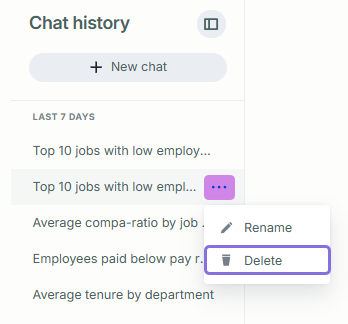 Chat history
New chat
LAST 7 DAYS
Top 10 jobs with low employ...
Top 10 jobs with low empl...
Average compa-ratio by job .
Rename
Employees paid below pay r
Delete
Average tenure by department